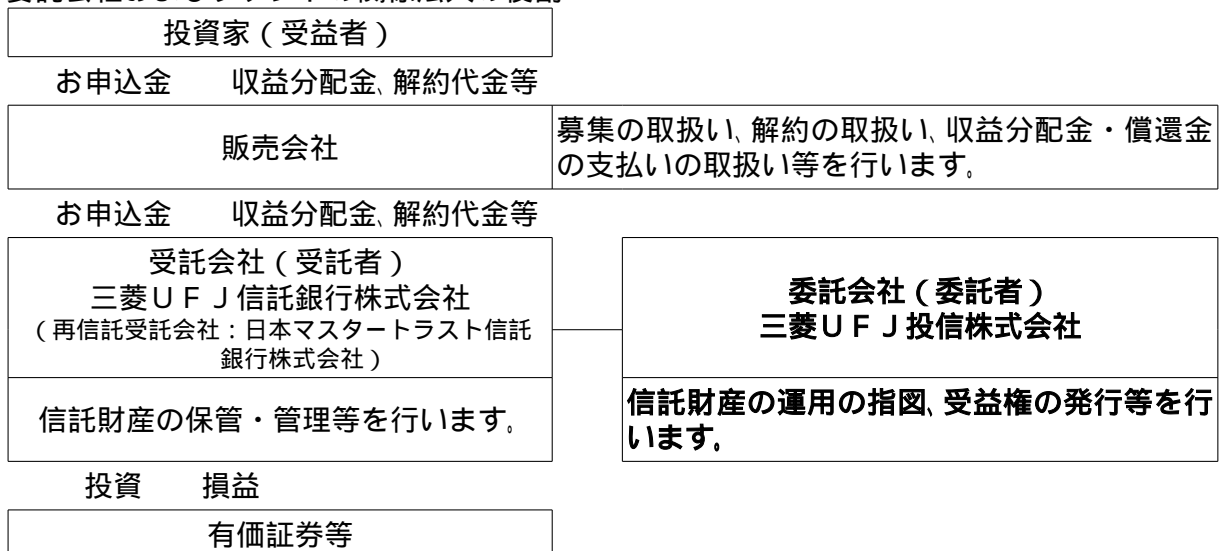 投資家（受益者）
お申込金　　収益分配金、解約代金等
販売会社
募集の取扱い、解約の取扱い、収益分配金・償還金
の支払いの取扱い等を行います。
お申込金　　収益分配金、解約代金等
受託会社（受託者）
三菱ＵＦＪ信託銀行株式会社
（再信託受託会社：日本マスタートラスト信託
銀行株式会社）
委託会社（委託者）
三菱ＵＦＪ投信株式会社
信託財産の保管・管理等を行います。
信託財産の運用の指図、受益権の発行等を行
います。
投資　　損益
有価証券等